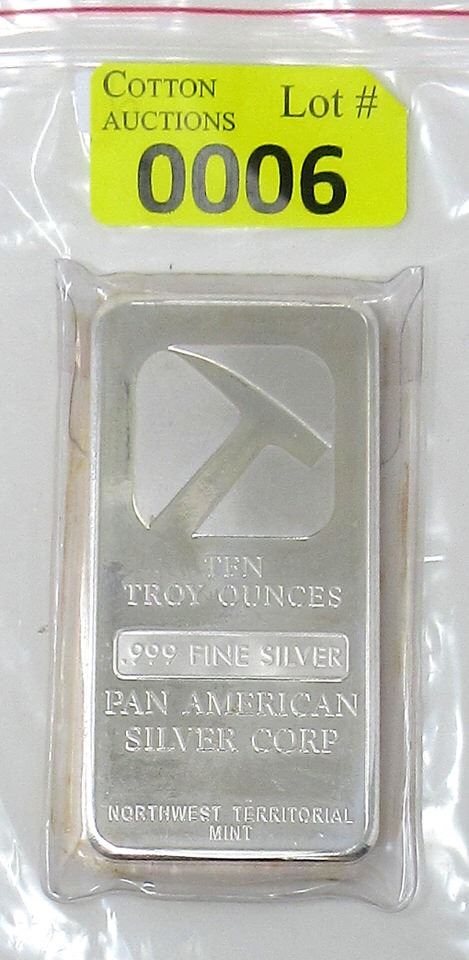 COTTON AUCTIONS
Lot #
0006
TEN
TROY OUNCES
.999 FINE SILVER
PAN AMERICAN
SILVER CORP
NORTHWEST TERRITORIAL
MINT